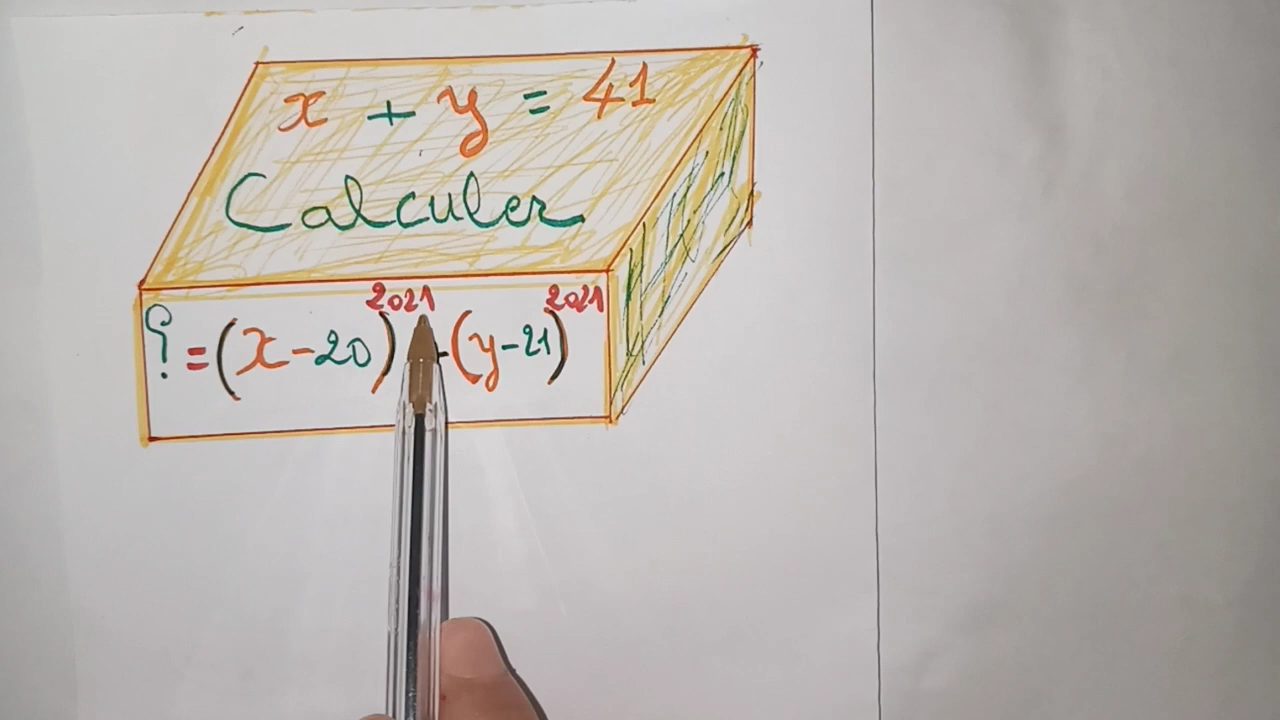 x + y = 41
Calculer
? = (x-20)²⁰²¹ + (y-21)²⁰²¹